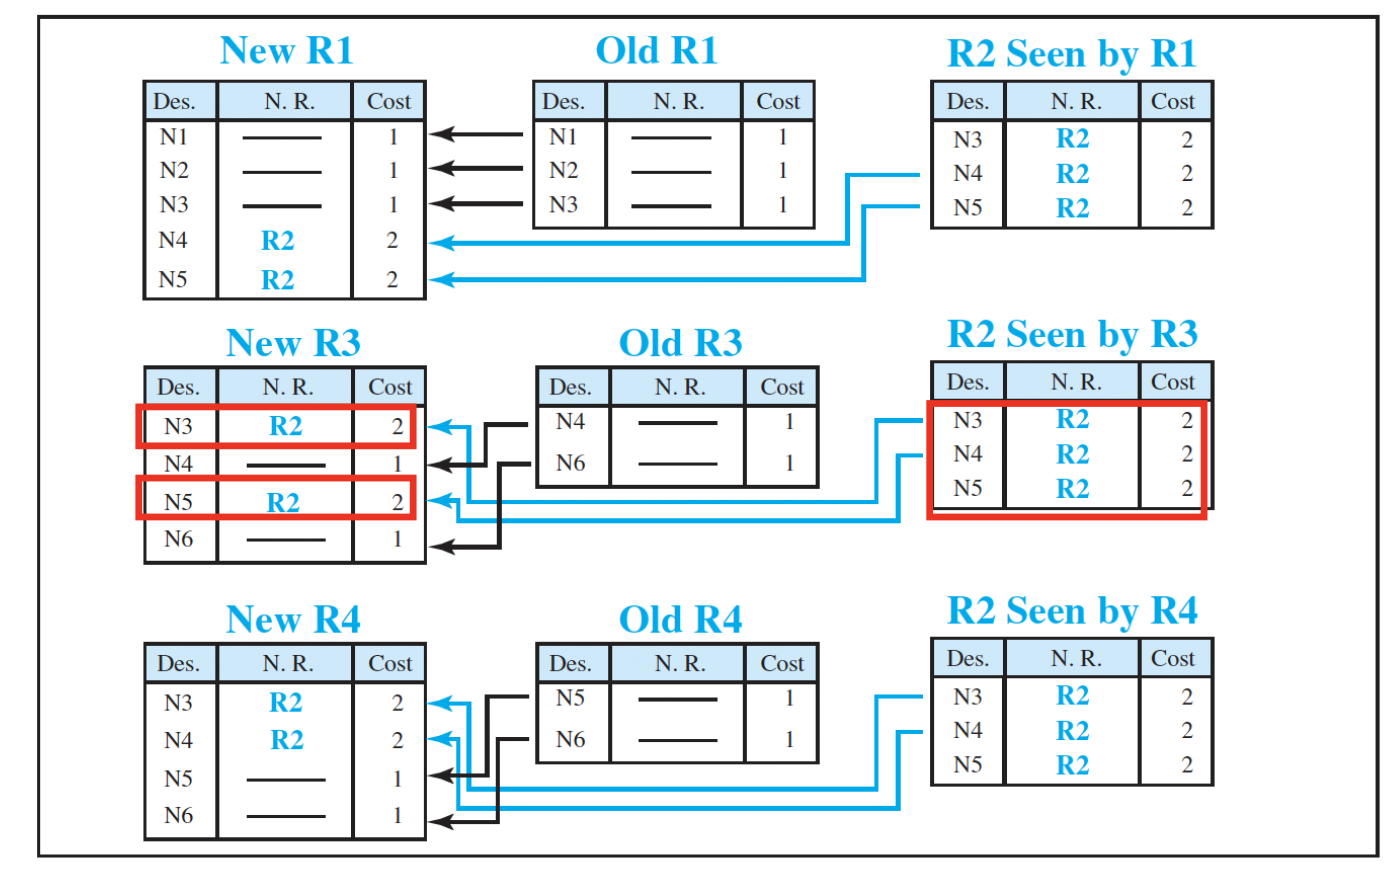 New R1
Des. N. R. Cost
N1 1
N2 1
N3 1
N4 R2 2
N5 R2 2
Old R1
Des. N. R. Cost
N1 1
N2 1
N3 1
R2 Seen by R1
Des. N. R. Cost
N3 R2 2
N4 R2 2
N5 R2 2
New R3
Des. N. R. Cost
N3 R2 2
N4 1
N5 R2 2
N6 1
Old R3
Des. N. R. Cost
N4 1
N6 1
R2 Seen by R3
Des. N. R. Cost
N3 R2 2
N4 R2 2
N5 R2 2
New R4
Des. N. R. Cost
N3 R2 2
N4 R2 2
N5 1
N6 1
Old R4
Des. N. R. Cost
N5 1
N6 1
R2 Seen by R4
Des. N. R. Cost
N3 R2 2
N4 R2 2
N5 R2 2